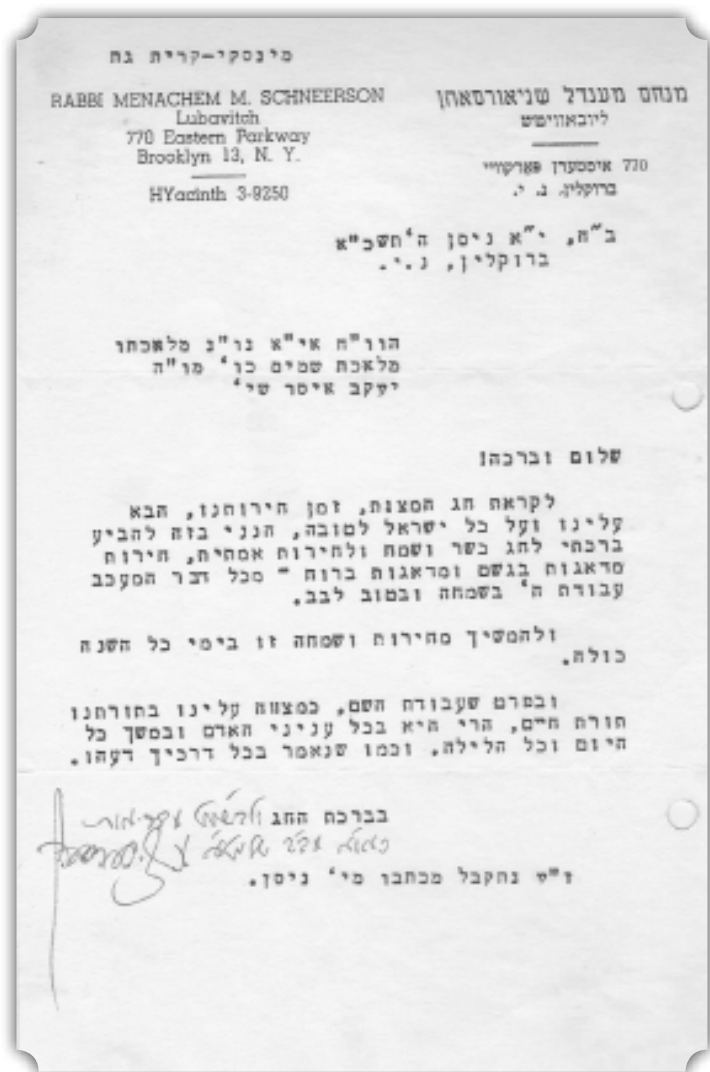 מינסקי-קרית גת
RABBI MENACHEM M. SCHNEERSON
Lubavitch
770 Eastern Parkway
Brooklyn 13, N. Y.
HYacinth 3-9250
מנחם מענדל שניאורסאהן
ליובאוויטש
770 איסטערן פארקוויי
ברוקלין, נ. י.
ב"ה, י"א ניסן ה'תשכ"א
ברוקלין, נ.י.
הוו"ח אי"א נו"נ מלאכתו
מלאכת שמים כו' מו"ה
יעקב איסר שי'
שלום וברכה!
לקראת חג המצות, זמן חירותנו, הבא
עלינו ועל כל ישראל לטובה, הנני בזה להביע
ברכתי לחג כשר ושמח ולחירות אמתית, חירות
מדאגות בגשם ומדאגות ברוח - מכל דבר המעכב
עבודת ה' בשמחה ובטוב לבב.
ולהמשיך מחירות ושמחה זו בימי כל השנה
כולה.
ובפרט שעבודת השם, כמצווה עלינו בתורתנו
תורת חיים, הרי היא בכל עניני האדם ובמשך כל
היום וכל הלילה, וכמו שנאמר בכל דרכיך דעהו.
בברכת החג
ז"ע נתקבל מכתבו מי' ניסן.